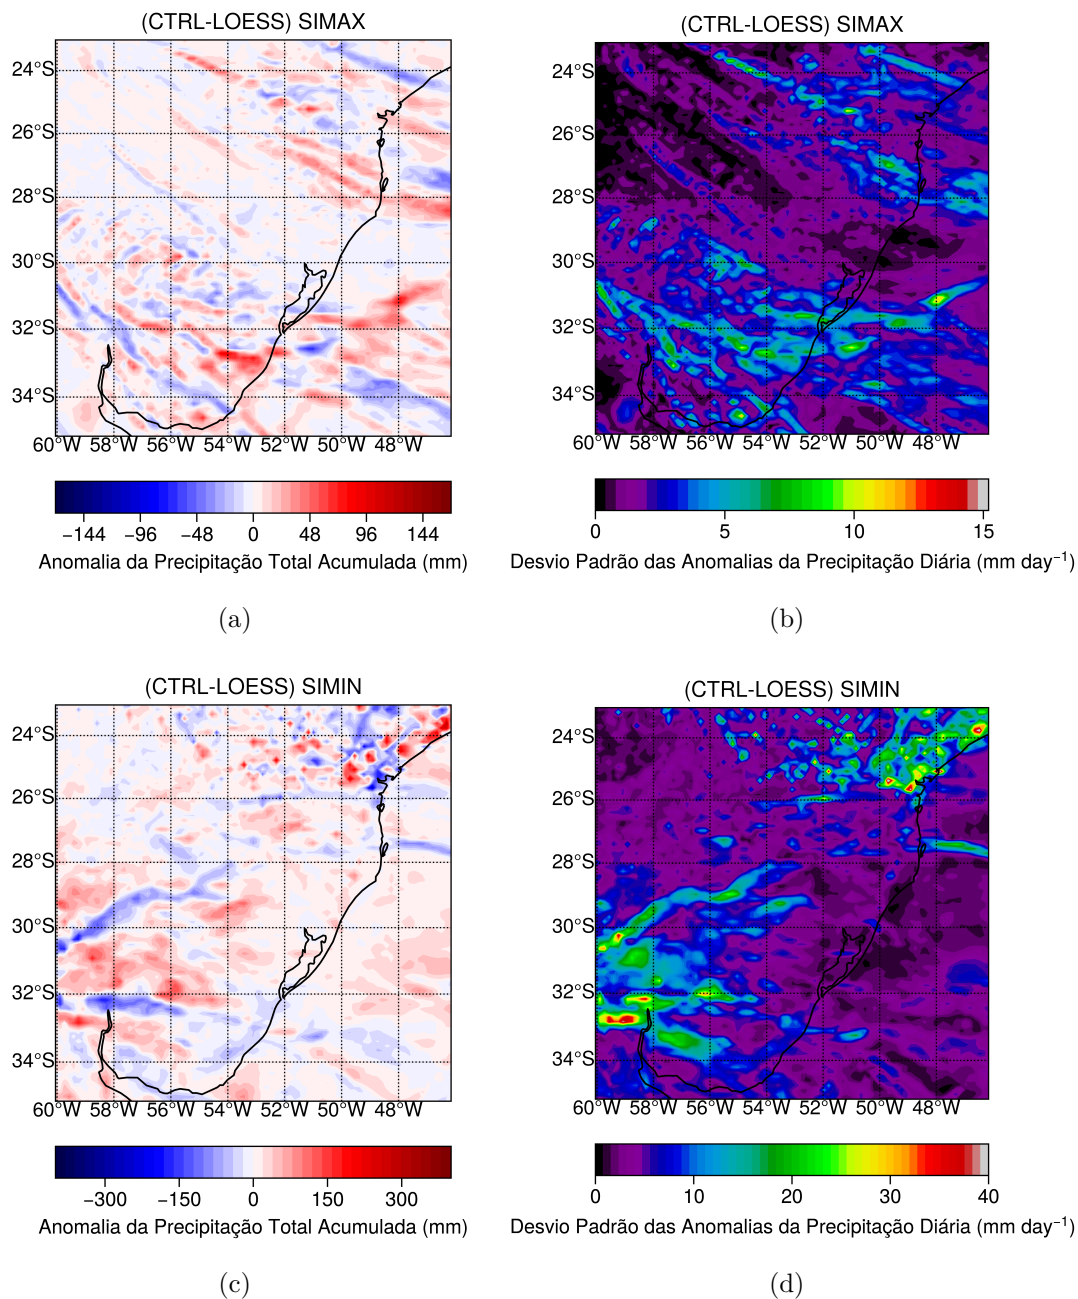 (CTRL-LOESS) SIMAX
24°S
26°S
28°S
30°S
32°S
34°S
60°W 58°W 56°W 54°W 52°W 50°W 48°W
−144 −96 −48 0 48 96 144
Anomalia da Precipitação Total Acumulada (mm)
(a)
(CTRL-LOESS) SIMAX
24°S
26°S
28°S
30°S
32°S
34°S
60°W 58°W 56°W 54°W 52°W 50°W 48°W
0 5 10 15
Desvio Padrão das Anomalias da Precipitação Diária (mm day−1)
(b)
(CTRL-LOESS) SIMIN
24°S
26°S
28°S
30°S
32°S
34°S
60°W 58°W 56°W 54°W 52°W 50°W 48°W
−300 −150 0 150 300
Anomalia da Precipitação Total Acumulada (mm)
(c)
(CTRL-LOESS) SIMIN
24°S
26°S
28°S
30°S
32°S
34°S
60°W 58°W 56°W 54°W 52°W 50°W 48°W
0 10 20 30 40
Desvio Padrão das Anomalias da Precipitação Diária (mm day−1)
(d)